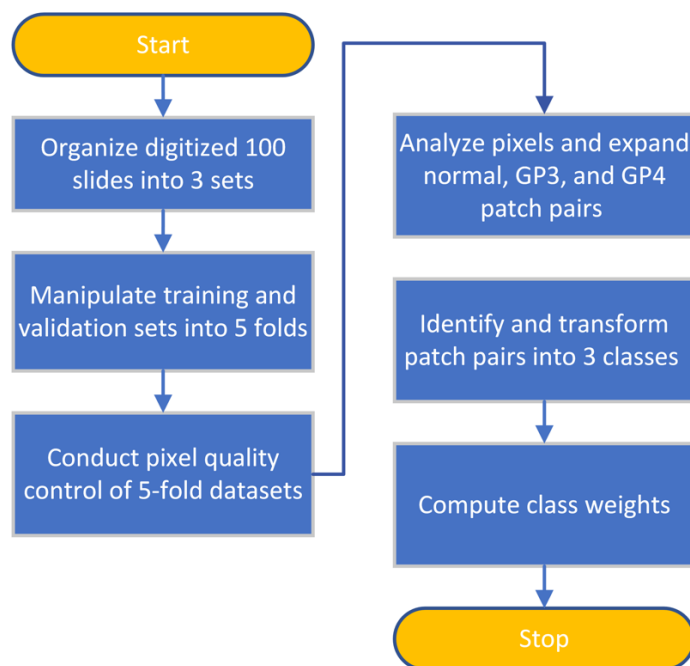 Start
Organize digitized 100
slides into 3 sets
Manipulate training and
validation sets into 5 folds
Conduct pixel quality
control of 5-fold datasets
Analyze pixels and expand
normal, GP3, and GP4
patch pairs
Identify and transform
patch pairs into 3 classes
Compute class weights
Stop